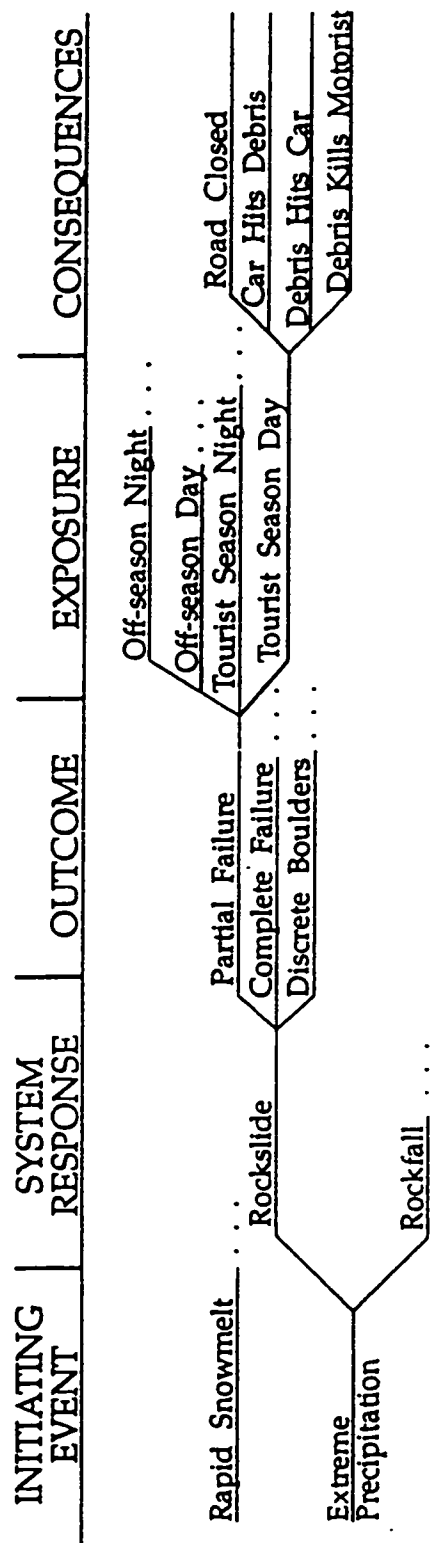 INITIATING
EVENT
SYSTEM
RESPONSE
OUTCOME
EXPOSURE
CONSEQUENCES
Rapid Snowmelt . . . .
Extreme
Precipitation
Rockslide
Rockfall . . . .
Partial Failure
Complete Failure . . . .
Discrete Boulders . . . .
Off-season Night . . . .
Off-season Day . . . .
Tourist Season Night . . . .
Tourist Season Day
Road Closed
Car Hits Debris
Debris Hits Car
Debris Kills Motorist